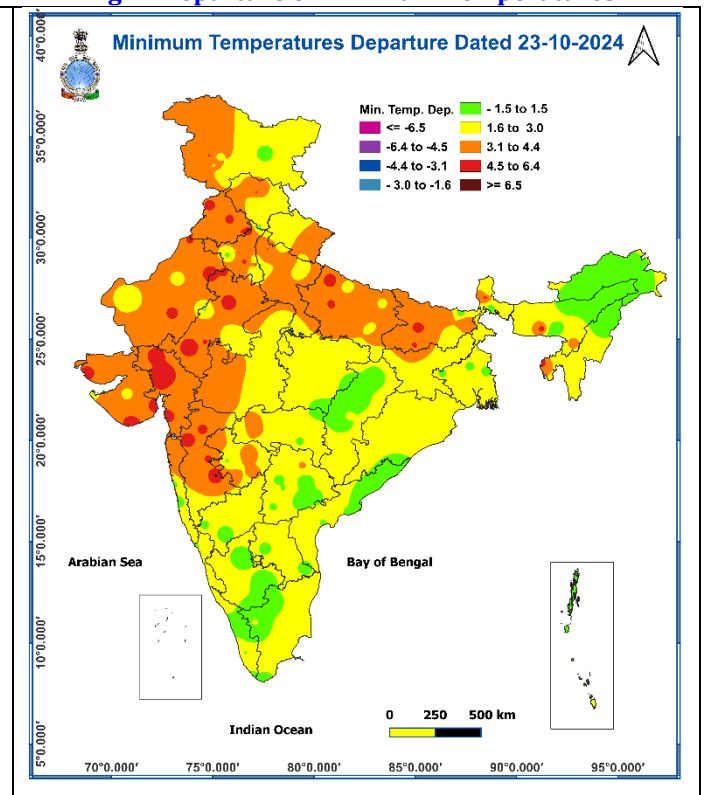 Minimum Temperatures Departure Dated 23-10-2024
Min. Temp. Dep.
<= -6.5
-6.4 to -4.5
-4.4 to -3.1
- 3.0 to -1.6
- 1.5 to 1.5
1.6 to 3.0
3.1 to 4.4
4.5 to 6.4
>= 6.5
40°0.000'
35°0.000'
30°0.000'
25°0.000'
20°0.000'
15°0.000'
10°0.000'
5°0.000'
Arabian Sea
Bay of Bengal
Indian Ocean
0 250 500 km
70°0.000' 75°0.000' 80°0.000' 85°0.000' 90°0.000' 95°0.000'